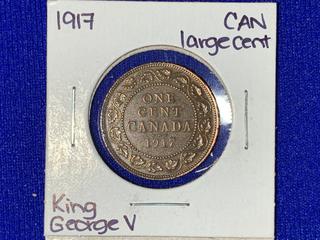 1917
CAN
large cent
ONE
CENT
CANADA
1917
King
George V